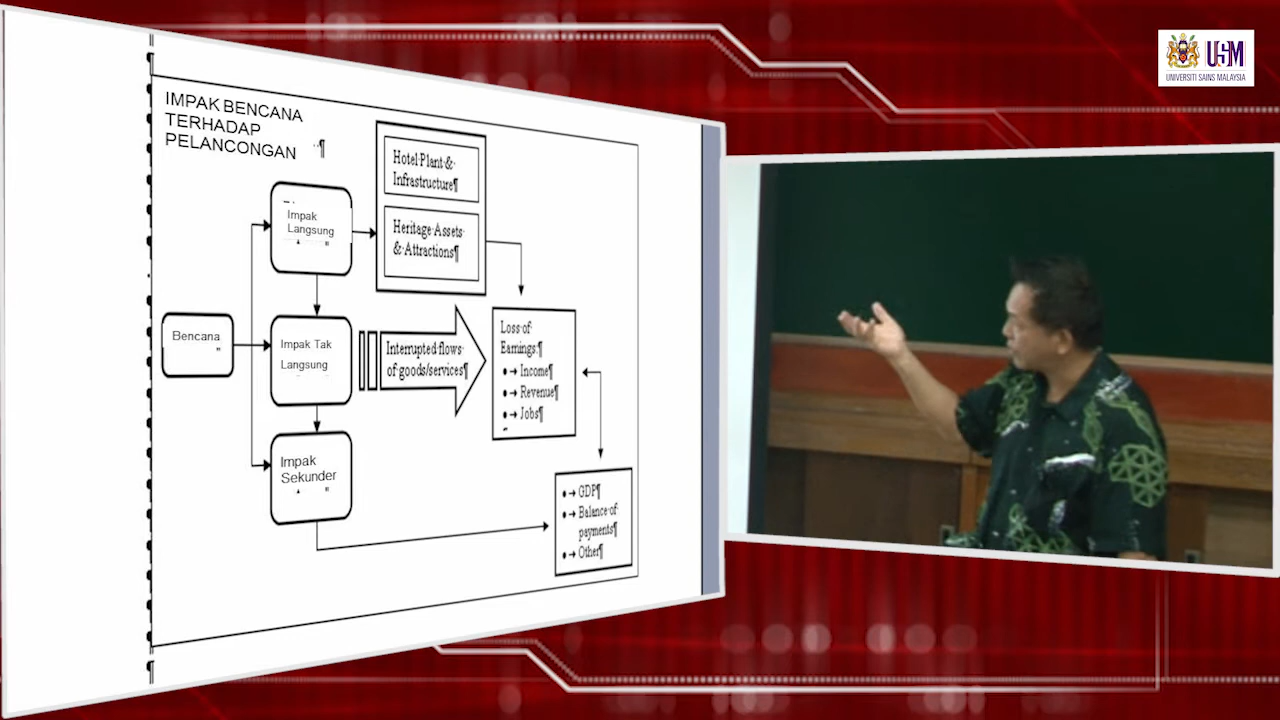 USM
UNIVERSITI SAINS MALAYSIA
IMPAK BENCANA
TERHADAP
PELANCONGAN ¶
Hotel·Plant·&·
Infrastructure¶
Heritage·Assets·
&·Attractions¶
Impak
Langsung
Bencana
Impak Tak
Langsung
Interrupted·flows·
of·goods/services¶
Loss·of·
Earnings:¶
●→Income¶
●→Revenue¶
●→Jobs¶
Impak
Sekunder
●→GDP¶
●→Balance·of·
payments¶
●→Other¶